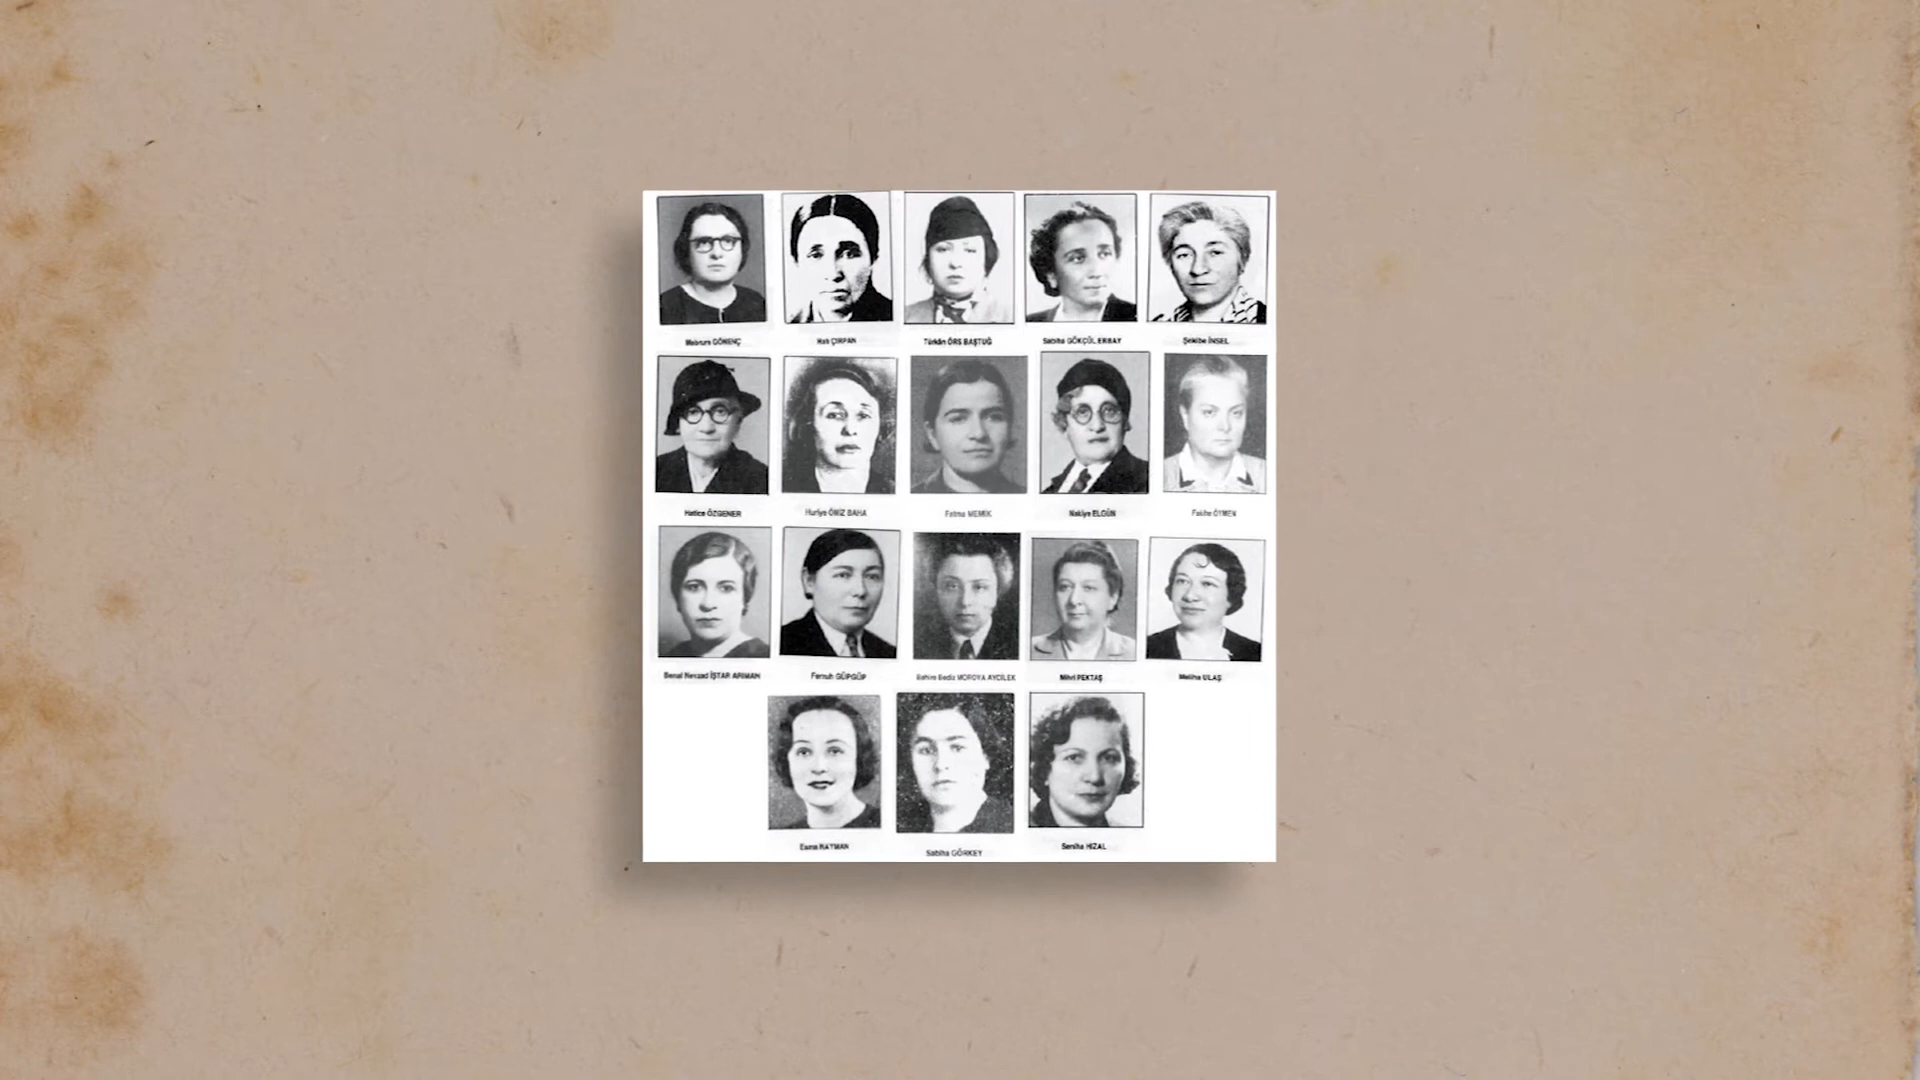 Mebrure GÖNENÇ
Hatı ÇIRPAN
Türkân ÖRS BAŞTUĞ
Sabiha GÖKÇÜL ERBAY
Şekibe İNSEL
Hatice ÖZGENER
Huriye ÖNİZ BAHA
Fatma MEMİK
Nakiye ELGÜN
Fakihe ÖYMEN
Benal Nevzad İŞTAR ARIMAN
Ferruh GÜPGÜP
Bahire Bediz MOROVA AYDİLEK
Mihri PEKTAŞ
Meliha ULAŞ
Esma NAYMAN
Sabiha GÖRKEY
Seniha HIZAL